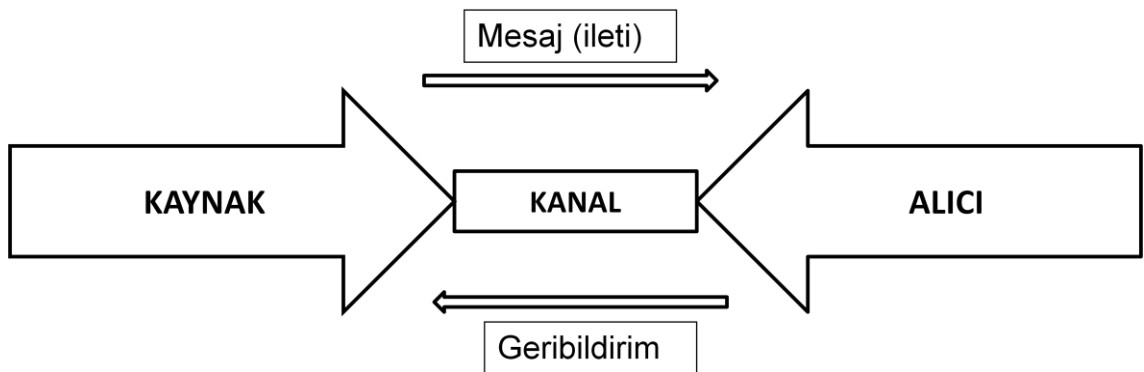 Mesaj (ileti)
KAYNAK
KANAL
ALICI
Geribildirim